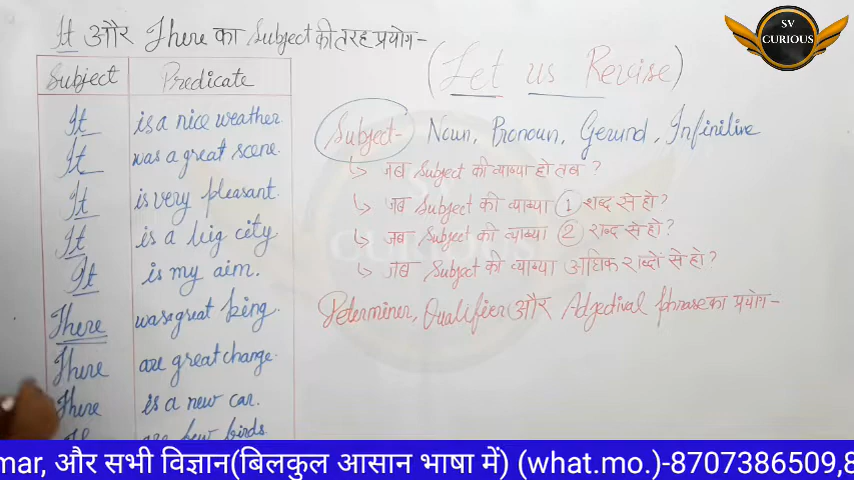 It और There का Subject की तरह प्रयोग-
SV
CURIOUS
(Let us Revise)
Subject Predicate
It is a nice weather.
It was a great scene.
It is very pleasant.
It is a big city
It is my aim.
There was a great king.
There are great change.
There is a new car.
are few birds.
Subject- Noun, Pronoun, Gerund, Infinitive
↳ जब Subject की व्याख्या हो तब ?
↳ जब Subject की व्याख्या 1 शब्द से हो?
↳ जब Subject की व्याख्या 2 शब्द से हो?
↳ जब Subject की व्याख्या अधिक शब्दों से हो?
Determiner, Qualifier और Adjedival phrase का प्रयोग-
CURIOUS
mar, और सभी विज्ञान(बिलकुल आसान भाषा में) (what.mo.)-8707386509,8